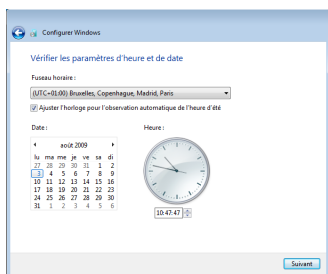 Configurer Windows
Vérifier les paramètres d'heure et de date
Fuseau horaire :
(UTC+01:00) Bruxelles, Copenhague, Madrid, Paris
Ajuster l'horloge pour l'observation automatique de l'heure d'été
Date :
Heure :
août 2009
lu ma me je ve sa di
27 28 29 30 31 1 2
3 4 5 6 7 8 9
10 11 12 13 14 15 16
17 18 19 20 21 22 23
24 25 26 27 28 29 30
31 1 2 3 4 5 6
10:47:47
Suivant